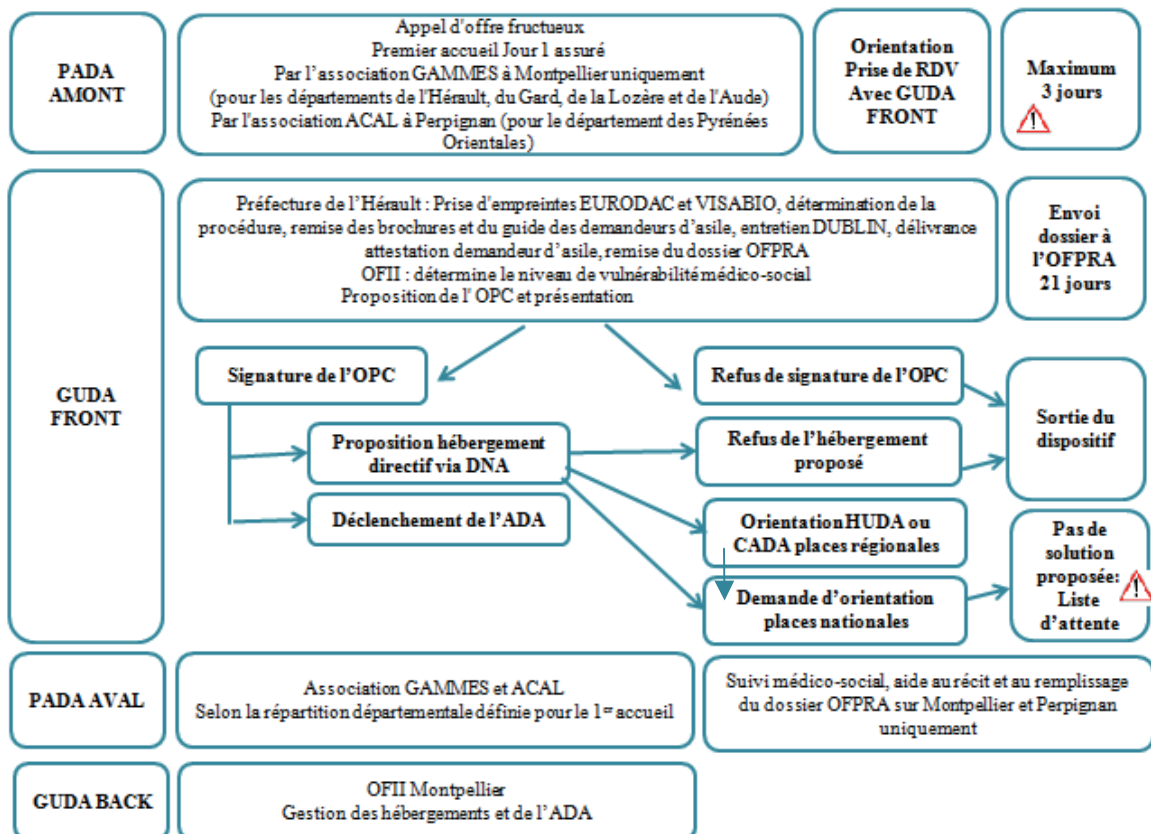 PADA
AMONT
Appel d'offre fructueux
Premier accueil Jour 1 assuré
Par l'association GAMMES à Montpellier uniquement
(pour les départements de l'Hérault, du Gard, de la Lozère et de l'Aude)
Par l'association ACAL à Perpignan (pour le département des Pyrénées
Orientales)
Orientation
Prise de RDV
Avec GUDA
FRONT
Maximum
3 jours
GUDA
FRONT
Préfecture de l'Hérault : Prise d'empreintes EURODAC et VISABIO, détermination de la
procédure, remise des brochures et du guide des demandeurs d'asile, entretien DUBLIN, délivrance
attestation demandeur d'asile, remise du dossier OFPRA
OFII : détermine le niveau de vulnérabilité médico-social
Proposition de l' OPC et présentation
Envoi
dossier à
l'OFPRA
21 jours
Signature de l'OPC
Refus de signature de l'OPC
Proposition hébergement
directif via DNA
Refus de l'hébergement
proposé
Sortie du
dispositif
Déclenchement de l'ADA
Orientation HUDA ou
CADA places régionales
Demande d'orientation
places nationales
Pas de
solution
proposée:
Liste
d'attente
PADA AVAL
Association GAMMES et ACAL
Selon la répartition départementale définie pour le 1er accueil
Suivi médico-social, aide au récit et au remplissage
du dossier OFPRA sur Montpellier et Perpignan
uniquement
GUDA BACK
OFII Montpellier
Gestion des hébergements et de l'ADA